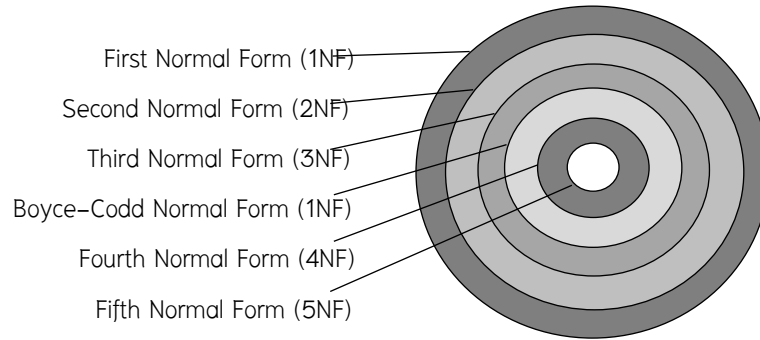 First Normal Form (1NF)
Second Normal Form (2NF)
Third Normal Form (3NF)
Boyce-Codd Normal Form (1NF)
Fourth Normal Form (4NF)
Fifth Normal Form (5NF)